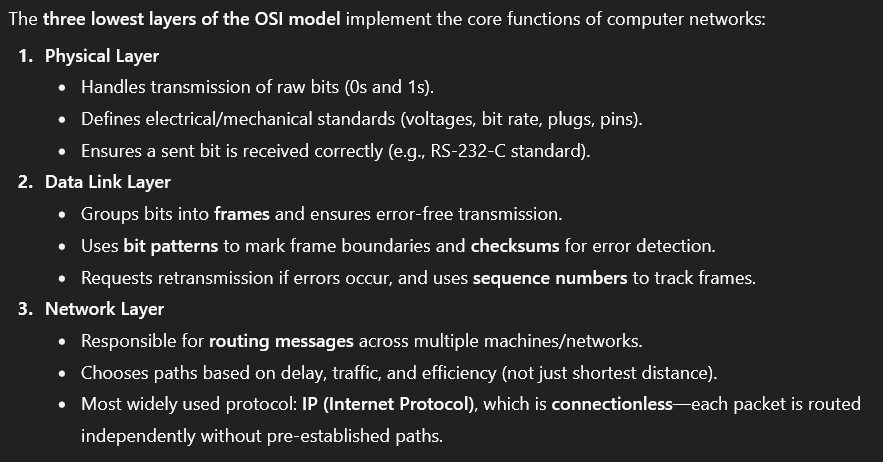 The three lowest layers of the OSI model implement the core functions of computer networks:
1. Physical Layer
• Handles transmission of raw bits (0s and 1s).
• Defines electrical/mechanical standards (voltages, bit rate, plugs, pins).
• Ensures a sent bit is received correctly (e.g., RS-232-C standard).
2. Data Link Layer
• Groups bits into frames and ensures error-free transmission.
• Uses bit patterns to mark frame boundaries and checksums for error detection.
• Requests retransmission if errors occur, and uses sequence numbers to track frames.
3. Network Layer
• Responsible for routing messages across multiple machines/networks.
• Chooses paths based on delay, traffic, and efficiency (not just shortest distance).
• Most widely used protocol: IP (Internet Protocol), which is connectionless—each packet is routed
independently without pre-established paths.